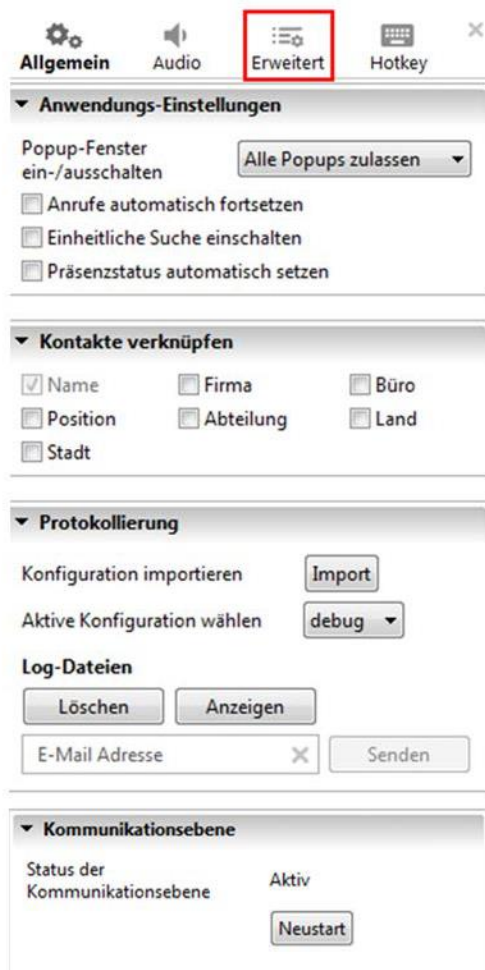 Allgemein Audio Erweitert Hotkey
Anwendungs-Einstellungen
Popup-Fenster
ein-/ausschalten
Alle Popups zulassen
Anrufe automatisch fortsetzen
Einheitliche Suche einschalten
Präsenzstatus automatisch setzen
Kontakte verknüpfen
Name Firma Büro
Position Abteilung Land
Stadt
Protokollierung
Konfiguration importieren Import
Aktive Konfiguration wählen debug
Log-Dateien
Löschen Anzeigen
E-Mail Adresse Senden
Kommunikationsebene
Status der
Kommunikationsebene
Aktiv
Neustart